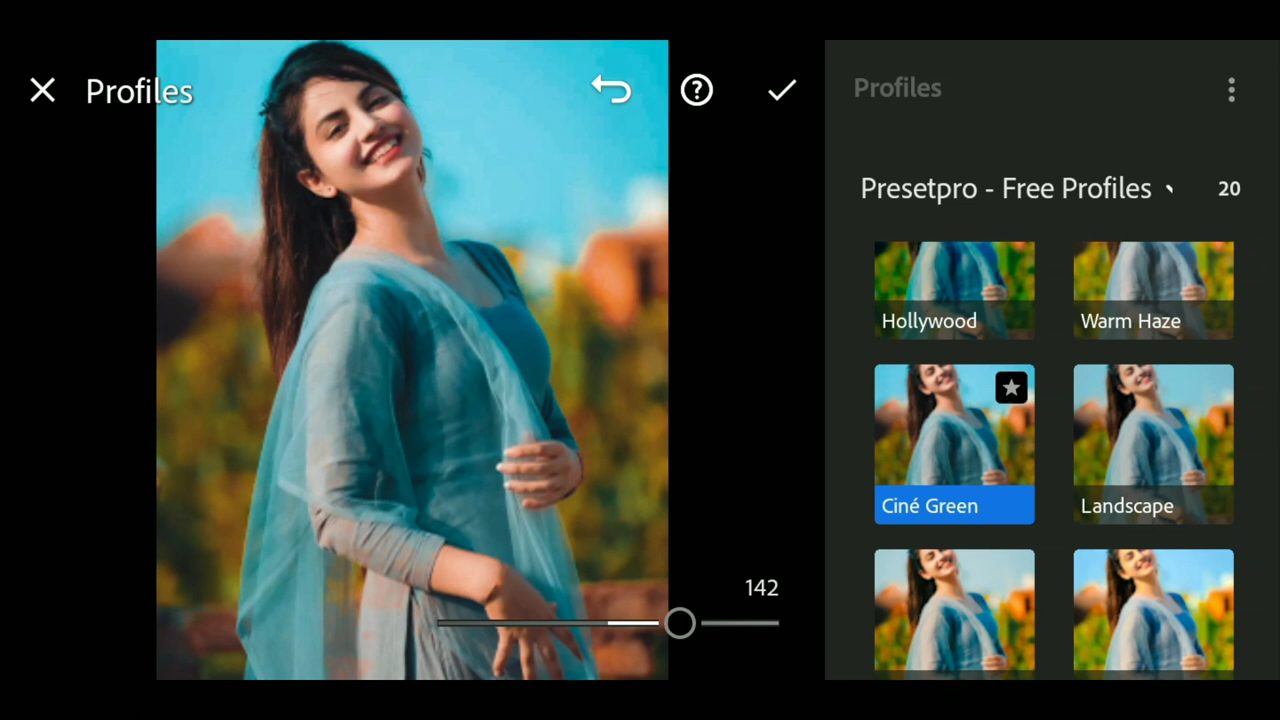 Profiles
Profiles
Presetpro - Free Profiles
20
Hollywood
Warm Haze
Ciné Green
Landscape
142